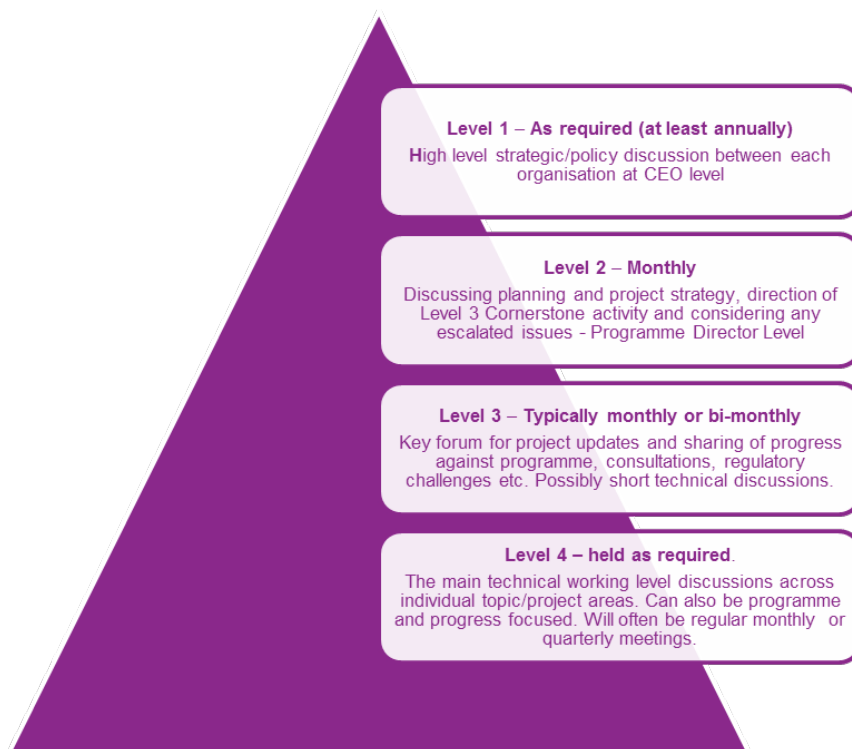 Level 1 – As required (at least annually)
High level strategic/policy discussion between each
organisation at CEO level
Level 2 – Monthly
Discussing planning and project strategy, direction of
Level 3 Cornerstone activity and considering any
escalated issues - Programme Director Level
Level 3 – Typically monthly or bi-monthly
Key forum for project updates and sharing of progress
against programme, consultations, regulatory
challenges etc. Possibly short technical discussions.
Level 4 – held as required.
The main technical working level discussions across
individual topic/project areas. Can also be programme
and progress focused. Will often be regular monthly or
quarterly meetings.